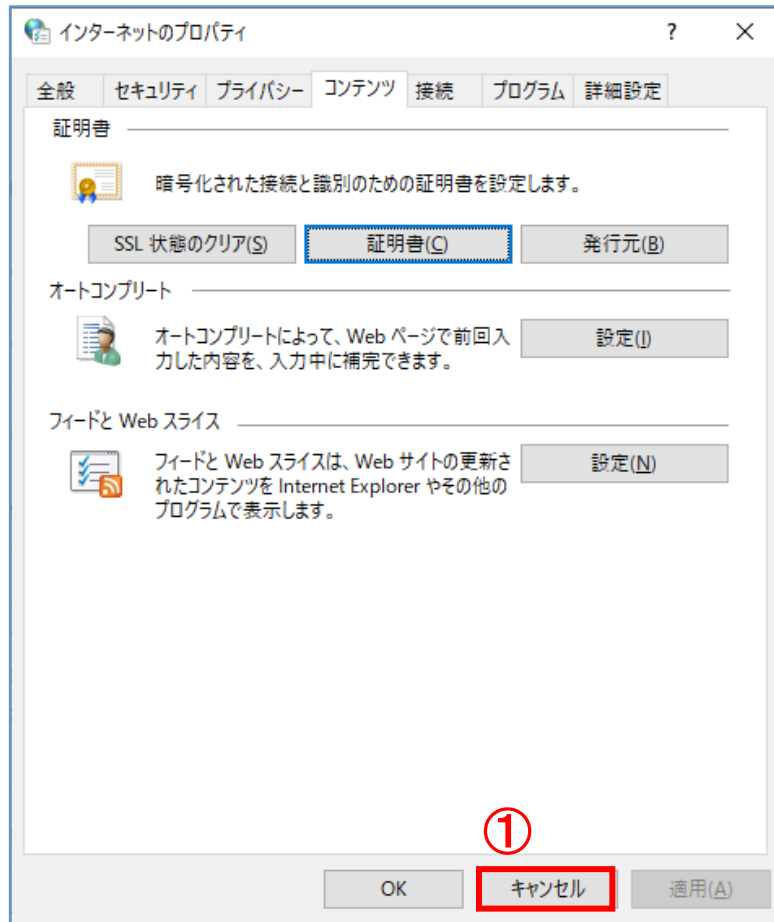 インターネットのプロパティ
?
全般 セキュリティ プライバシー コンテンツ 接続 プログラム 詳細設定
証明書
暗号化された接続と識別のための証明書を設定します。
SSL 状態のクリア(S) 証明書(C) 発行元(B)
オートコンプリート
オートコンプリートによって、Web ページで前回入 設定(I)
力した内容を、入力中に補完できます。
フィードと Web スライス
フィードと Web スライスは、Web サイトの更新さ 設定(N)
れたコンテンツを Internet Explorer やその他の
プログラムで表示します。
①
OK キャンセル 適用(A)